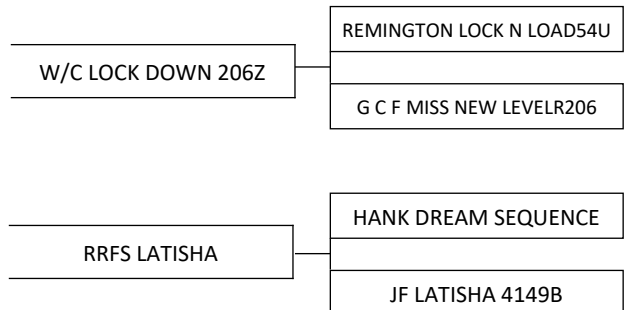 REMINGTON LOCK N LOAD54U
W/C LOCK DOWN 206Z
G C F MISS NEW LEVELR206
HANK DREAM SEQUENCE
RRFS LATISHA
JF LATISHA 4149B